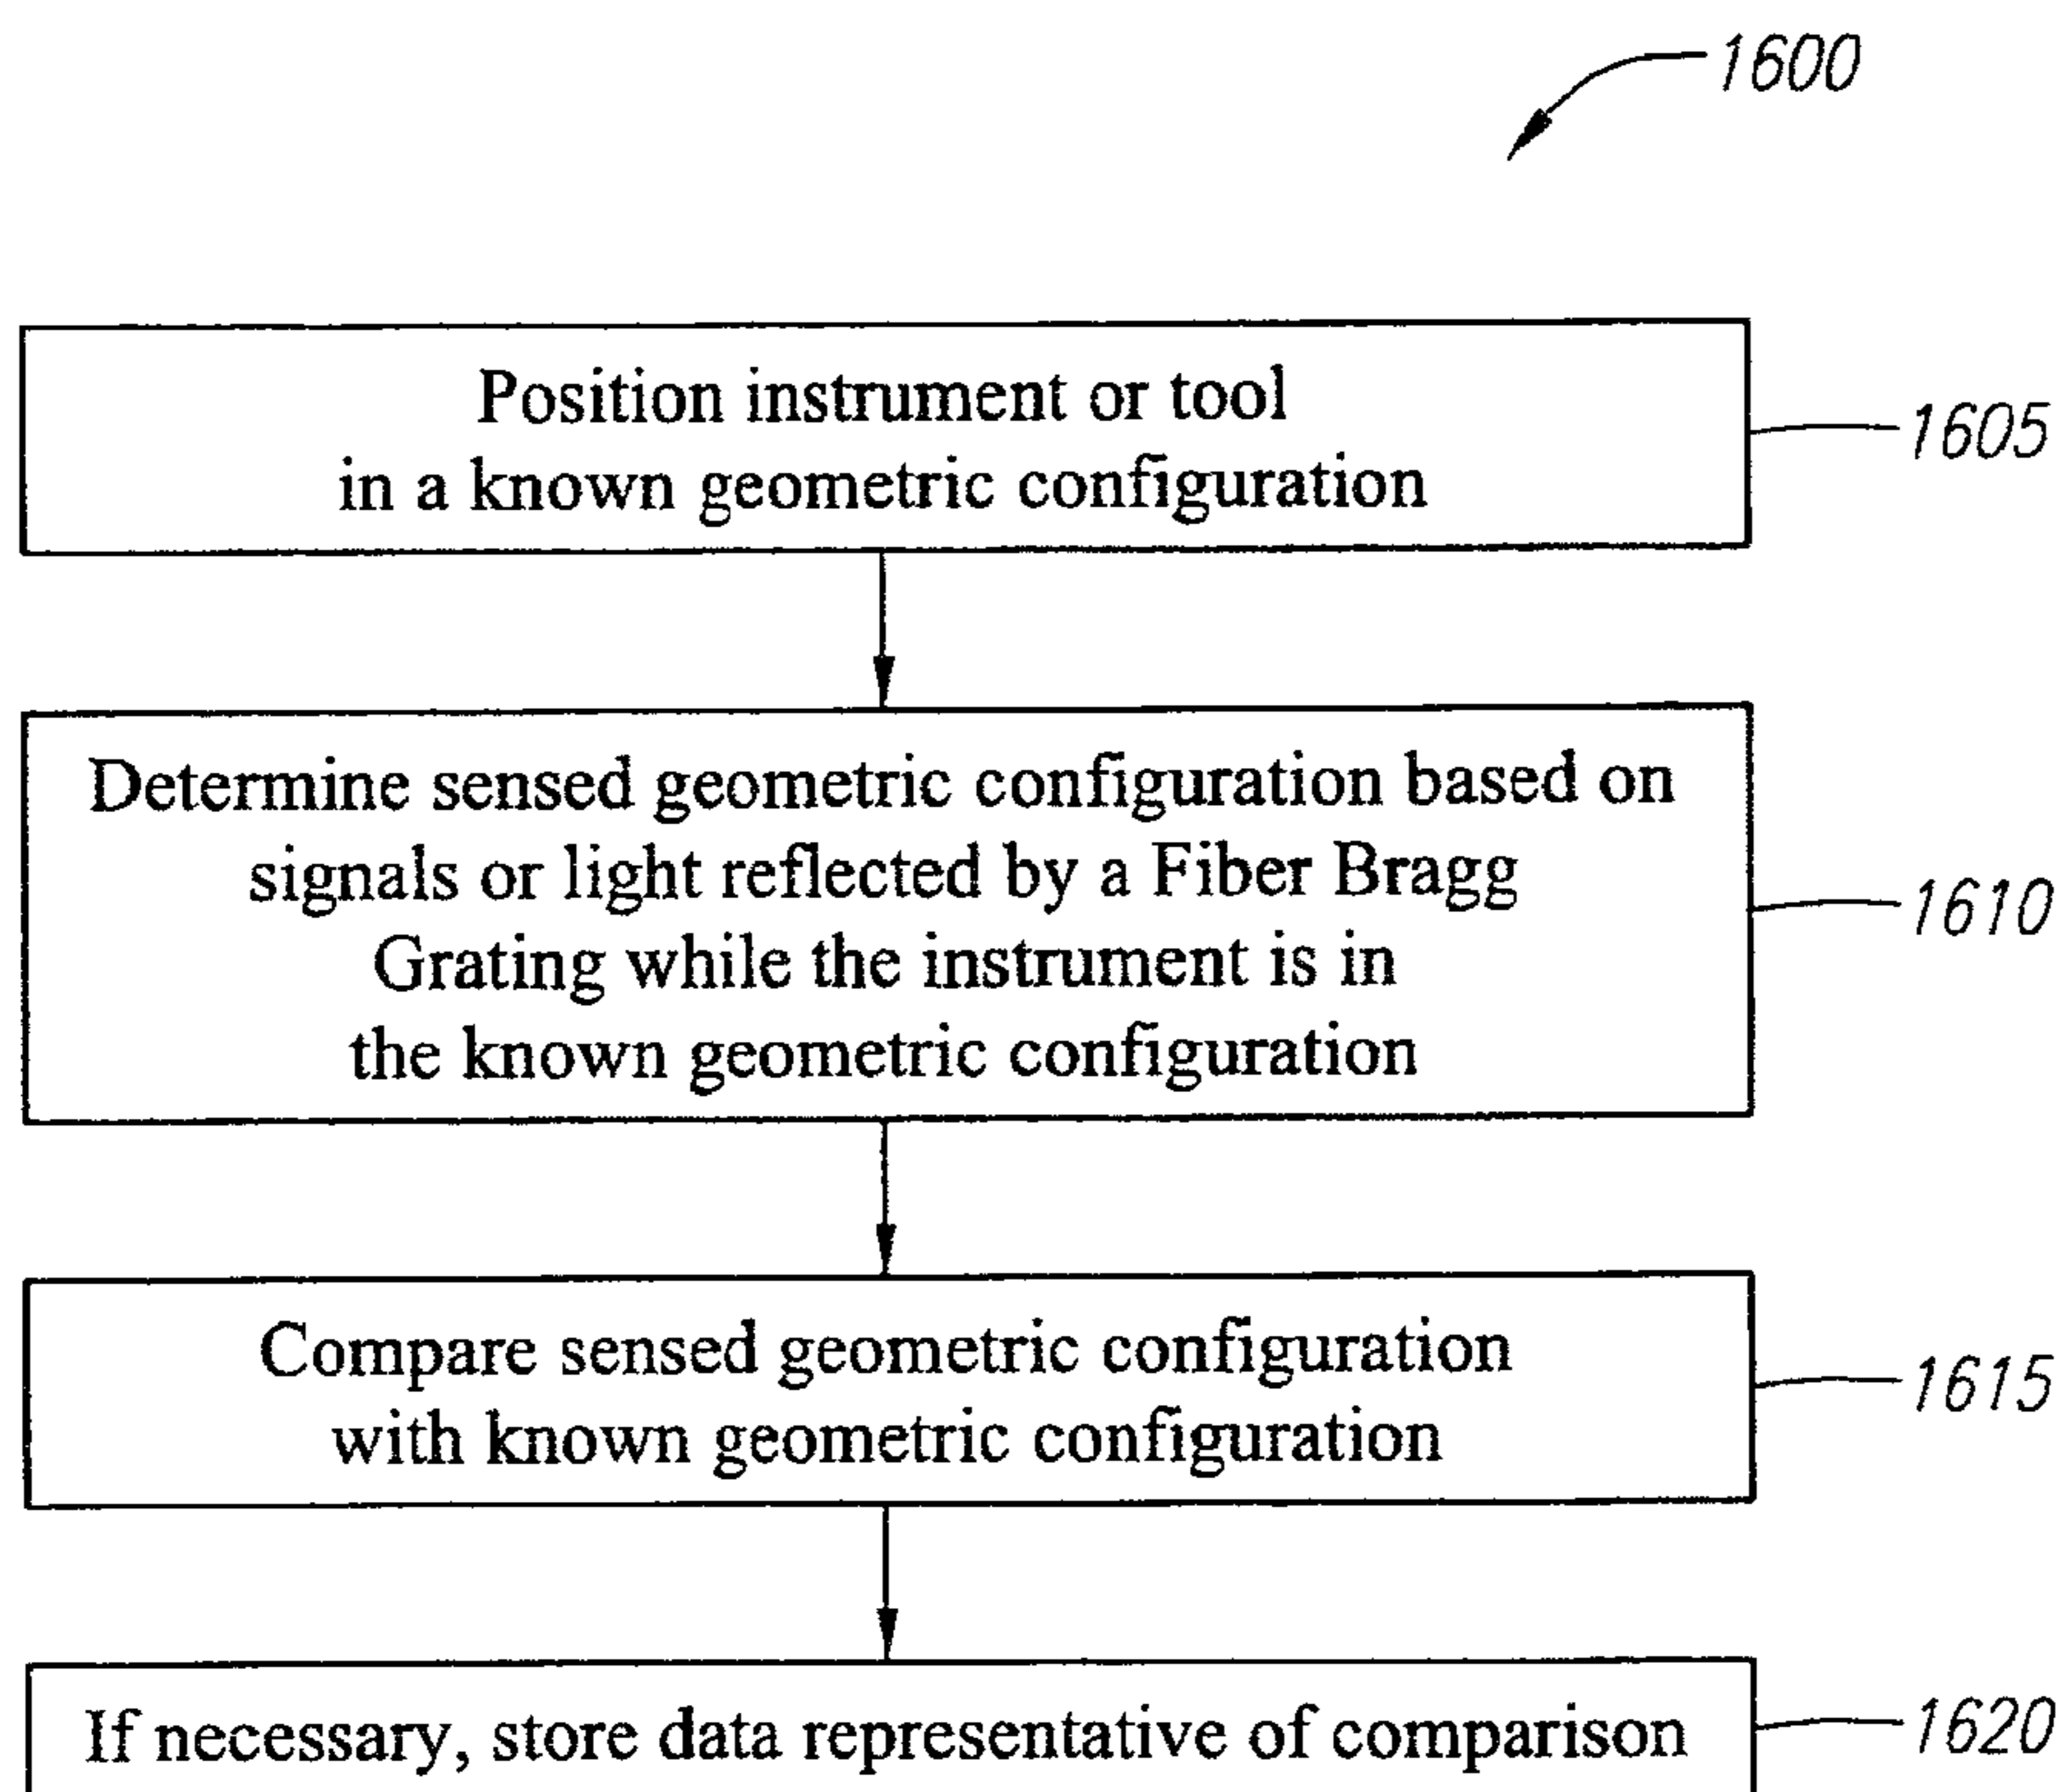 1600
Position instrument or tool
in a known geometric configuration
1605
Determine sensed geometric configuration based on
signals or light reflected by a Fiber Bragg
Grating while the instrument is in
the known geometric configuration
1610
Compare sensed geometric configuration
with known geometric configuration
1615
If necessary, store data representative of comparison
1620